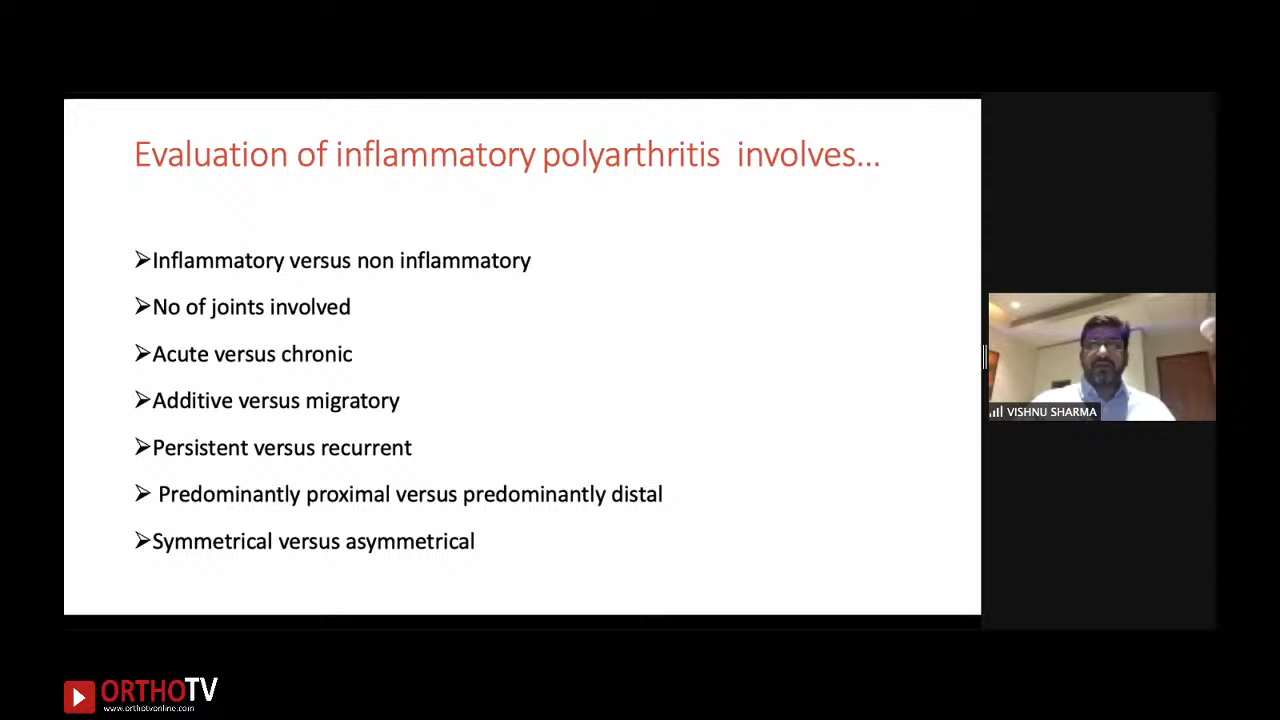 Evaluation of inflammatory polyarthritis involves...
➢Inflammatory versus non inflammatory
➢No of joints involved
➢Acute versus chronic
➢Additive versus migratory
➢Persistent versus recurrent
➢ Predominantly proximal versus predominantly distal
➢Symmetrical versus asymmetrical
VISHNU SHARMA
ORTHOTV
www.orthotvonline.com